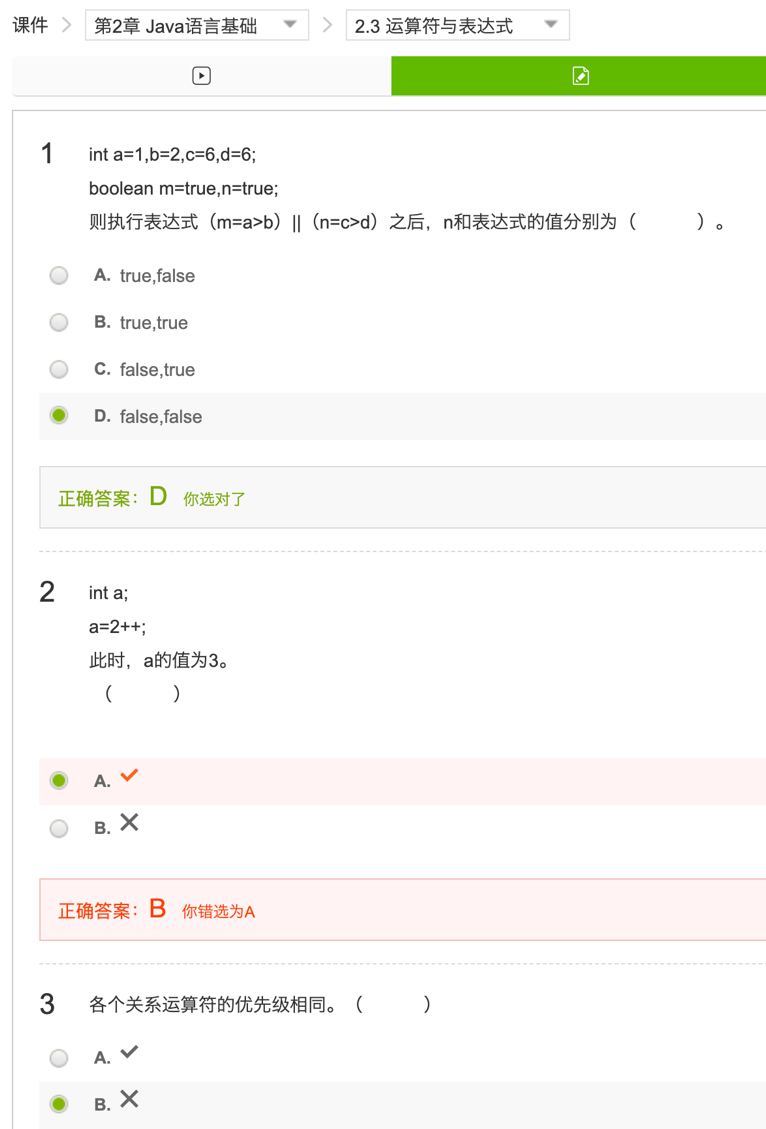 课件
第2章 Java语言基础
2.3 运算符与表达式
1
int a=1,b=2,c=6,d=6;
boolean m=true,n=true;
则执行表达式（m=a>b）||（n=c>d）之后，n和表达式的值分别为（ ）。
A. true,false
B. true,true
C. false,true
D. false,false
正确答案：D 你选对了
2
int a;
a=2++;
此时，a的值为3。
（ ）
A.
B.
正确答案：B 你错选为A
3 各个关系运算符的优先级相同。（ ）
A.
B.